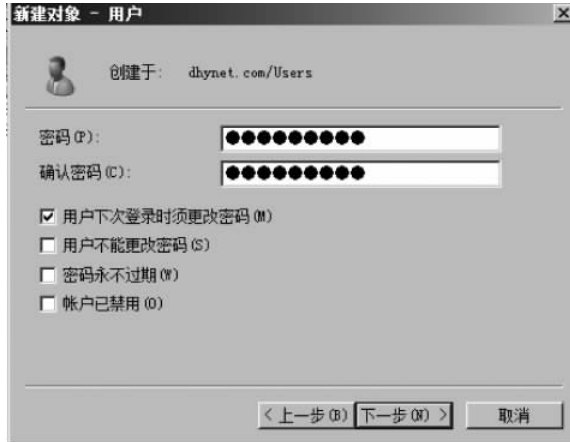 新建对象 - 用户
创建于: dhynet.com/Users
密码(P):
确认密码(C):
用户下次登录时须更改密码(M)
用户不能更改密码(S)
密码永不过期(W)
帐户已禁用(O)
< 上一步(B) 下一步(N) > 取消